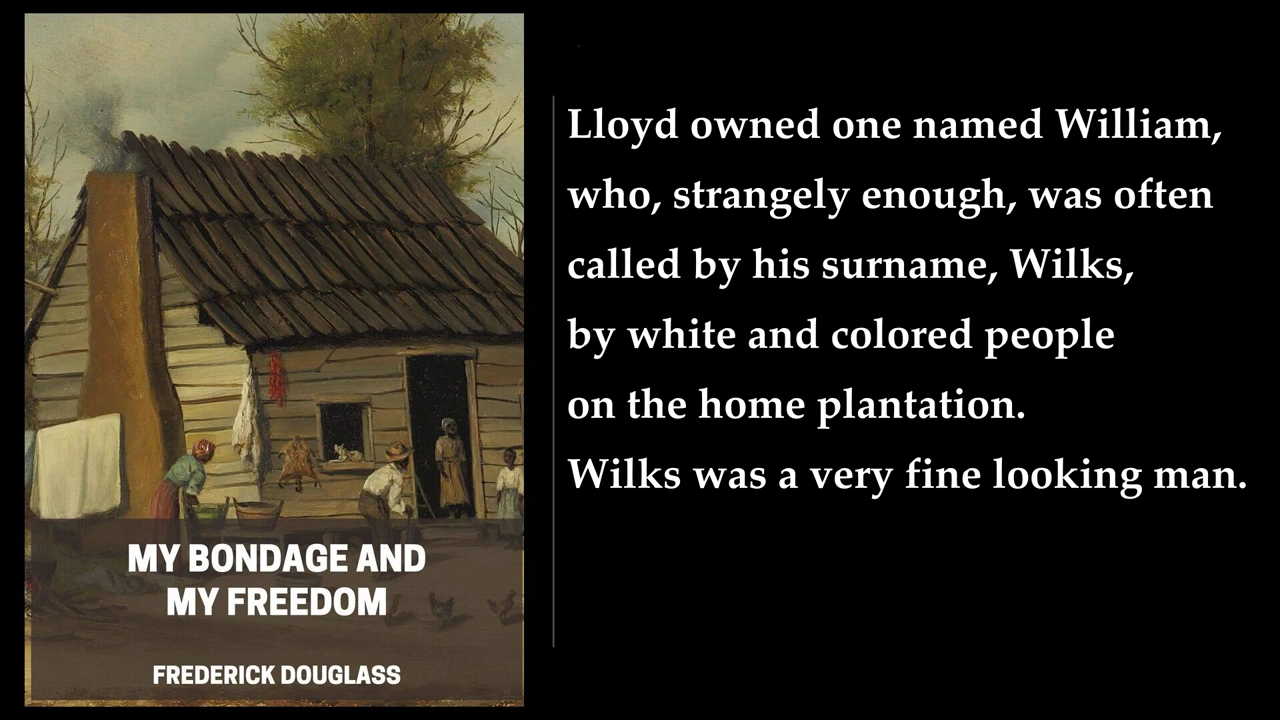 MY BONDAGE AND
MY FREEDOM
FREDERICK DOUGLASS
Lloyd owned one named William,
who, strangely enough, was often
called by his surname, Wilks,
by white and colored people
on the home plantation.
Wilks was a very fine looking man.